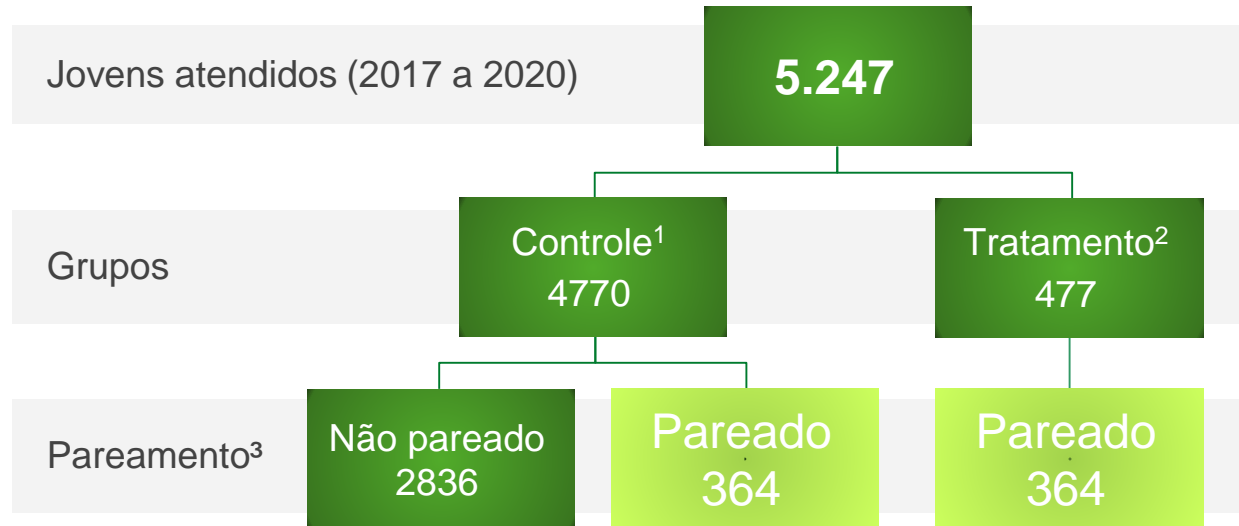 Jovens atendidos (2017 a 2020)
5.247
Grupos
Controle¹
4770
Tratamento²
477
Pareamento³
Não pareado
2836
Pareado
364
Pareado
364